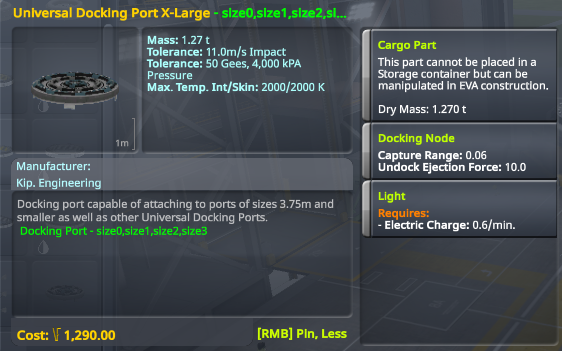 Universal Docking Port X-Large - size0,size1,size2,si...
Mass: 1.27 t
Tolerance: 11.0m/s Impact
Tolerance: 50 Gees, 4,000 kPA
Pressure
Max. Temp. Int/Skin: 2000/2000 K
1m
Manufacturer:
Kip. Engineering
Docking port capable of attaching to ports of sizes 3.75m and
smaller as well as other Universal Docking Ports.
Docking Port - size0,size1,size2,size3
Cost: 1,290.00
[RMB] Pin, Less
Cargo Part
This part cannot be placed in a
Storage container but can be
manipulated in EVA construction.
Dry Mass: 1.270 t
Docking Node
Capture Range: 0.06
Undock Ejection Force: 10.0
Light
Requires:
- Electric Charge: 0.6/min.